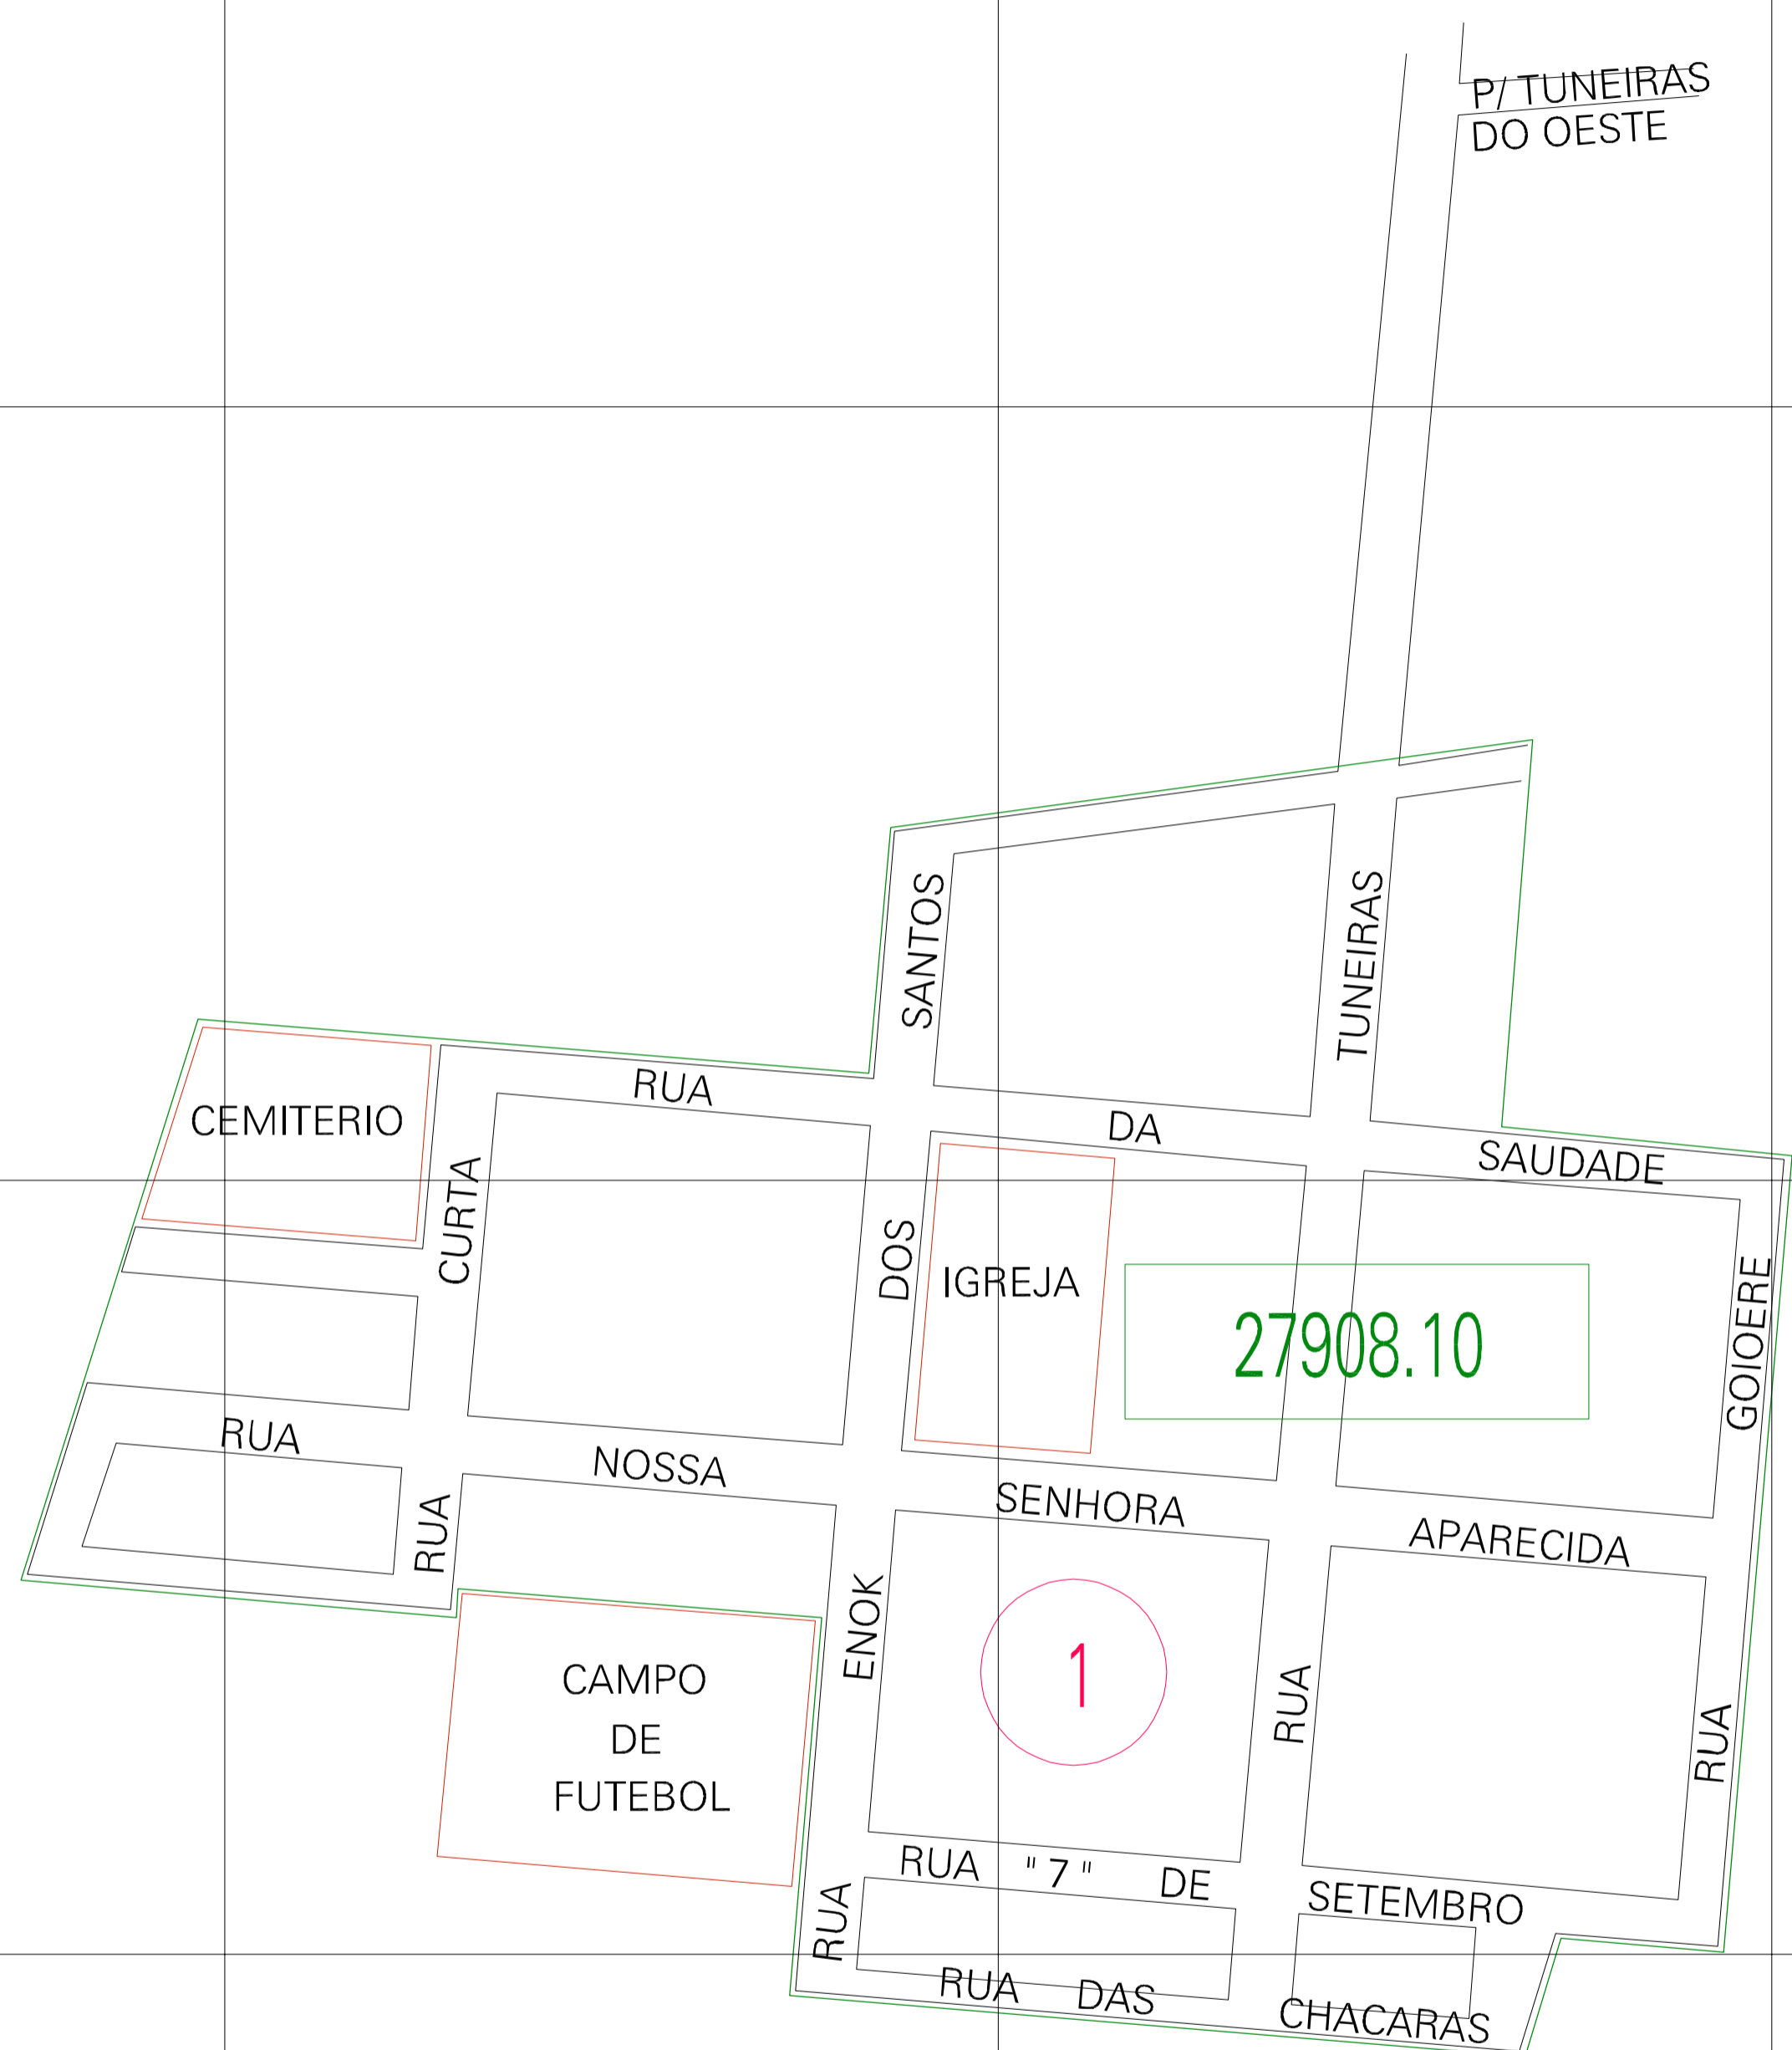 P/ TUNEIRAS
DO OESTE
SANTOS
TUNEIRAS
RUA
DA
SAUDADE
CEMITERIO
CURTA
DOS
IGREJA
27908.10
GOIOERE
RUA
NOSSA
SENHORA
APARECIDA
RUA
ENOK
1
CAMPO
DE
FUTEBOL
RUA
RUA
RUA "7" DE SETEMBRO
RUA
RUA DAS CHACARAS